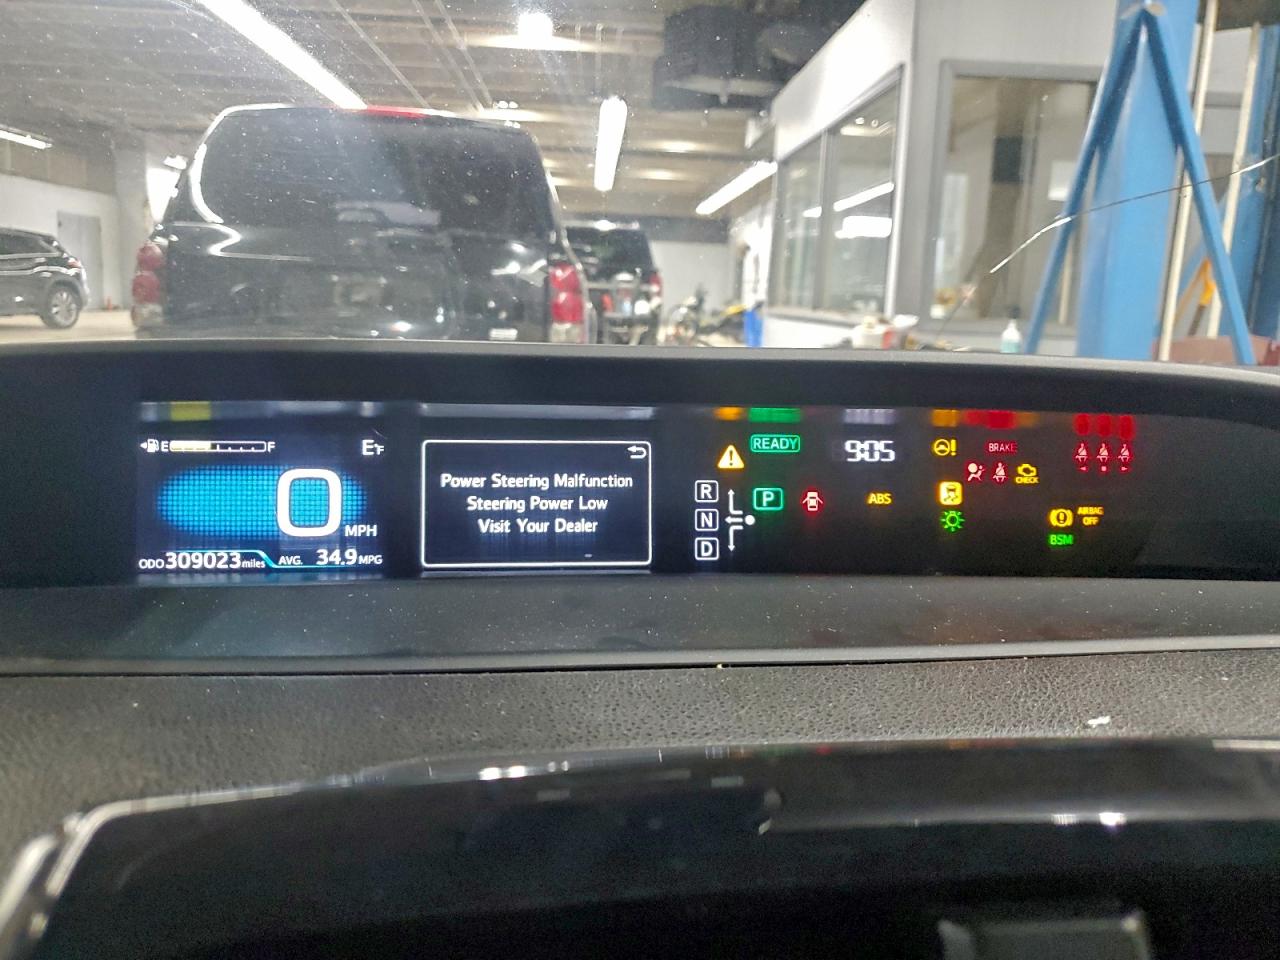 E F
E°F
0 MPH
ODO 309023 miles AVG. 34.9 MPG
Power Steering Malfunction
Steering Power Low
Visit Your Dealer
READY
R
N
D
P
9:05
ABS
BRAKE
CHECK
AIRBAG
OFF
BSM